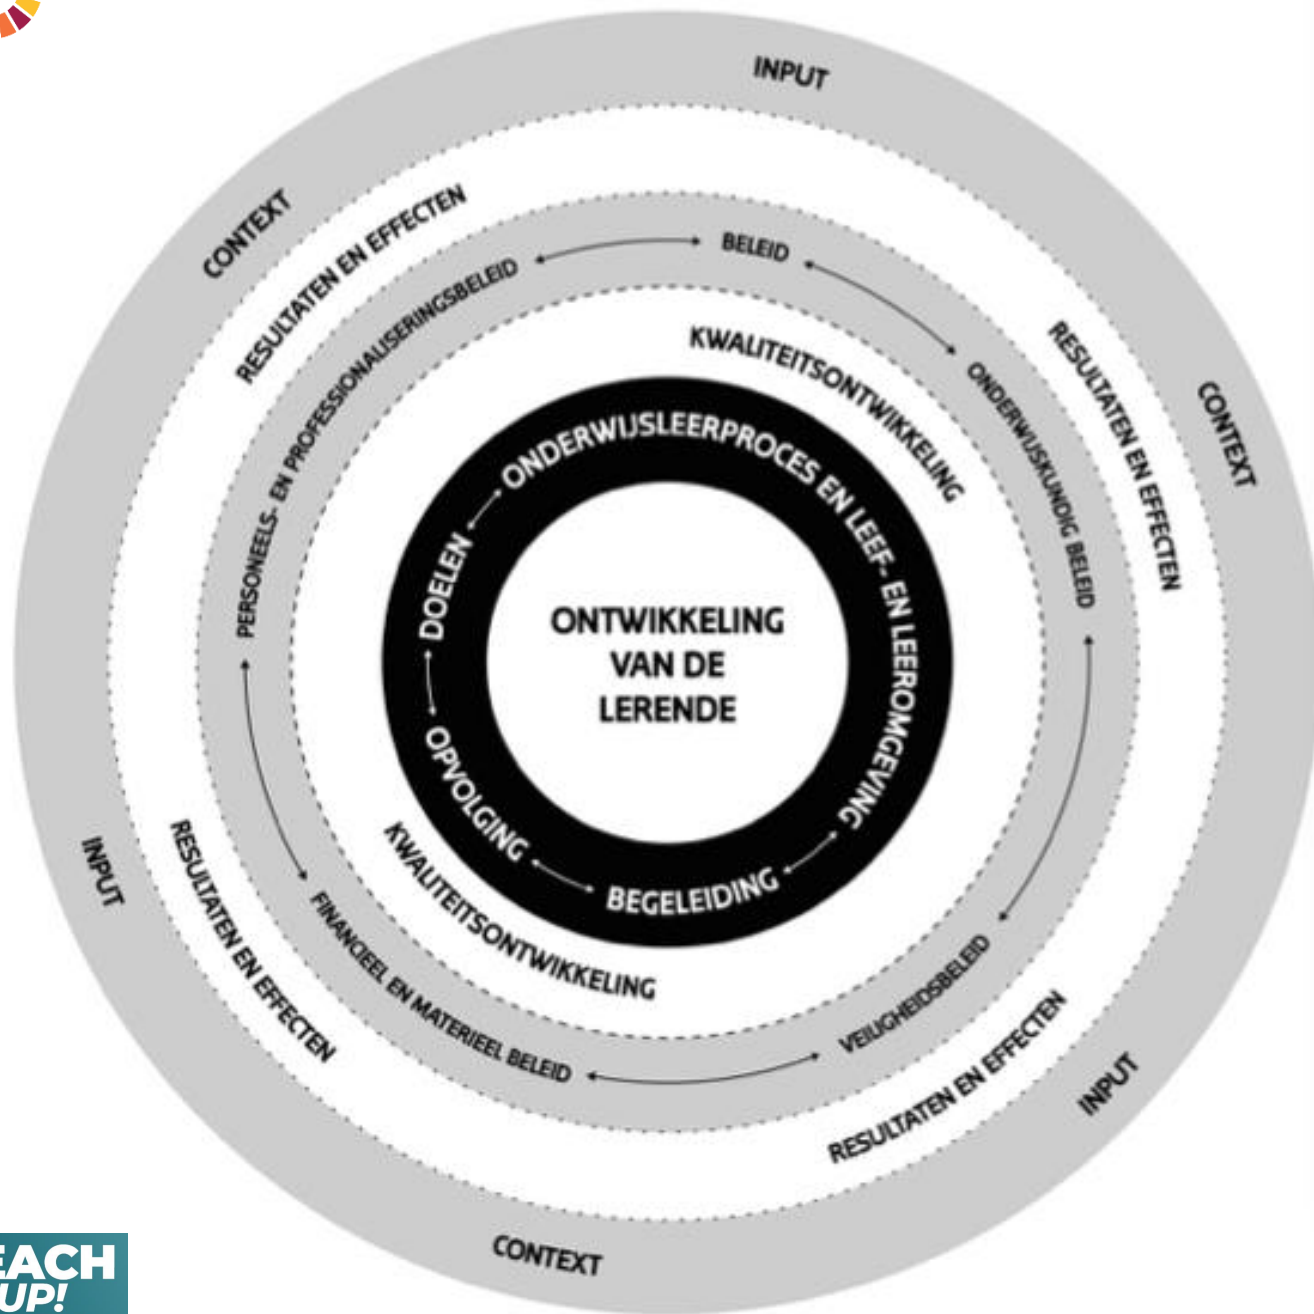 INPUT
CONTEXT
RESULTATEN EN EFFECTEN
BELEID
PERSONEELS- EN PROFESSIONALISERINGSBELEID
KWALITEITSONTWIKKELING
RESULTATEN EN EFFECTEN
CONTEXT
ONDERWIJSKUNDIG BELEID
ONDERWIJSLEERPROCES EN LEEF- EN LEEROMGEVING
DOELEN
ONTWIKKELING
VAN DE
LERENDE
OPVOLGING
BEGELEIDING
KWALITEITSONTWIKKELING
INPUT
RESULTATEN EN EFFECTEN
FINANCIEEL EN MATERIEEL BELEID
VEILIGHEIDSBELEID
RESULTATEN EN EFFECTEN
INPUT
CONTEXT
EACH
UP!